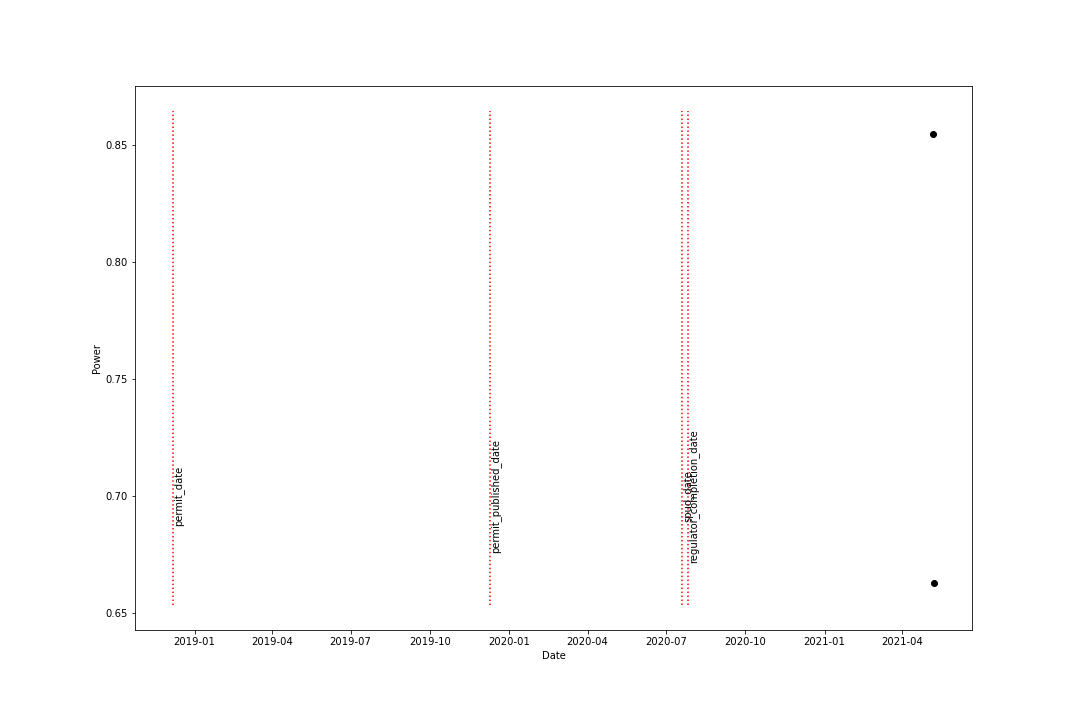 0.85
0.80
0.75
0.70
0.65
Power
permit_date
permit_published_date
spud_date
regulator_completion_date
2019-01
2019-04
2019-07
2019-10
2020-01
2020-04
2020-07
2020-10
2021-01
2021-04
Date